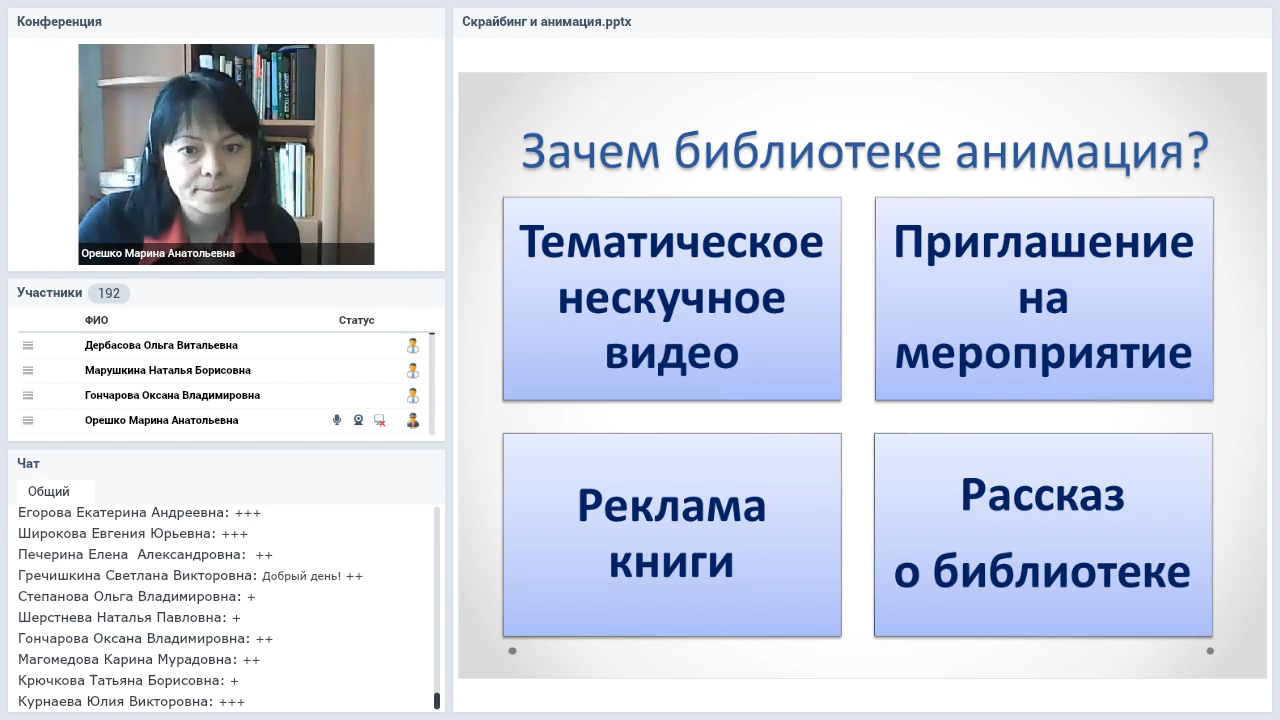 Конференция
Орешко Марина Анатольевна
Участники 192
ФИО Статус
Дербасова Ольга Витальевна
Марушкина Наталья Борисовна
Гончарова Оксана Владимировна
Орешко Марина Анатольевна
Чат
Общий
Егорова Екатерина Андреевна: +++
Широкова Евгения Юрьевна: +++
Печерина Елена  Александровна:  ++
Гречишкина Светлана Викторовна: Добрый день! ++
Степанова Ольга Владимировна: +
Шерстнева Наталья Павловна: +
Гончарова Оксана Владимировна: ++
Магомедова Карина Мурадовна: ++
Крючкова Татьяна Борисовна: +
Курнаева Юлия Викторовна: +++
Скрайбинг и анимация.pptx
Зачем библиотеке анимация?
Тематическое
нескучное
видео
Приглашение
на
мероприятие
Реклама
книги
Рассказ
о библиотеке